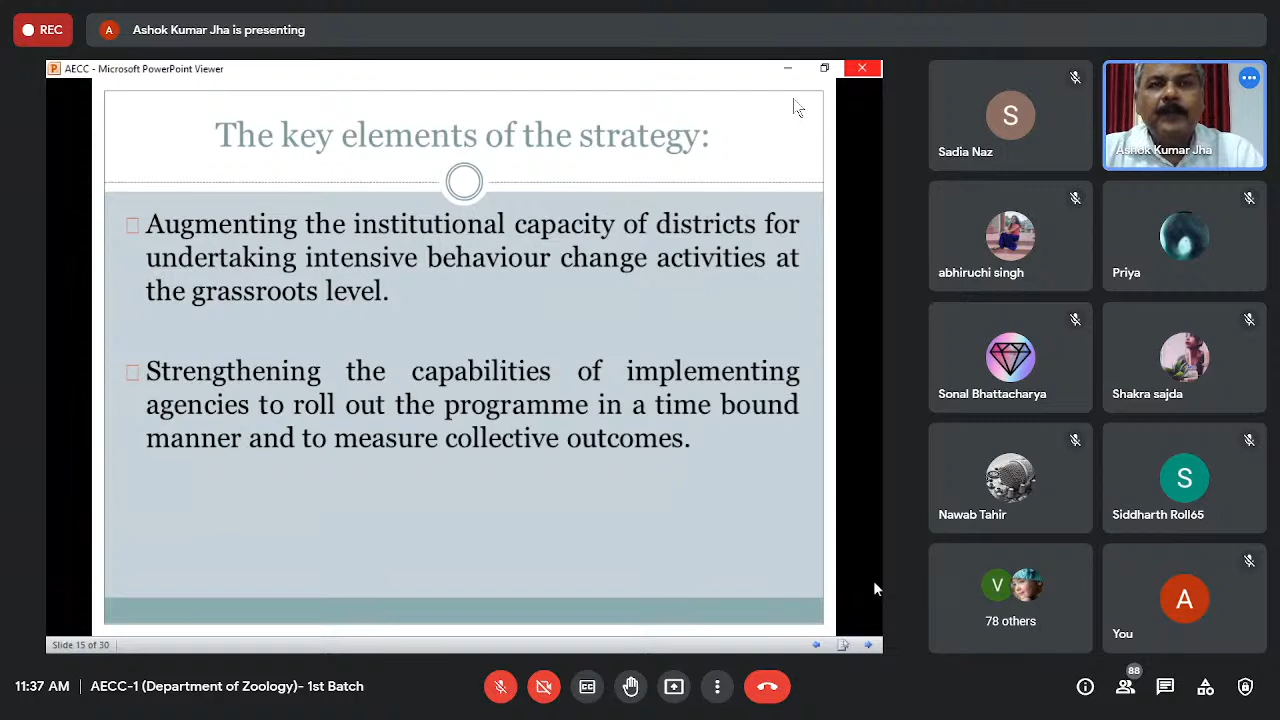 REC
A
Ashok Kumar Jha is presenting
P AECC - Microsoft PowerPoint Viewer
The key elements of the strategy:
Augmenting the institutional capacity of districts for
undertaking intensive behaviour change activities at
the grassroots level.
Strengthening the capabilities of implementing
agencies to roll out the programme in a time bound
manner and to measure collective outcomes.
Slide 15 of 30
S
Sadia Naz
Ashok Kumar Jha
abhiruchi singh
Priya
Sonal Bhattacharya
Shakra sajda
Nawab Tahir
S
Siddharth Roll65
V
78 others
A
You
11:37 AM | AECC-1 (Department of Zoology)- 1st Batch
88